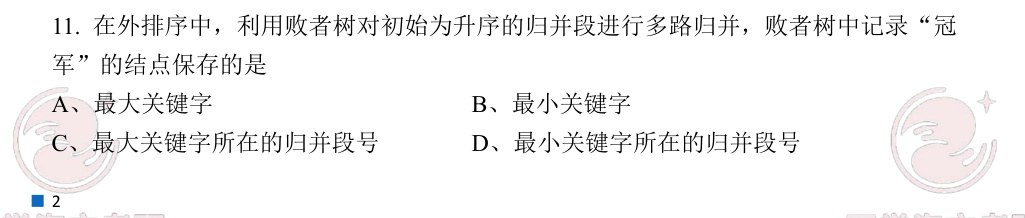 11. 在外排序中，利用败者树对初始为升序的归并段进行多路归并，败者树中记录“冠
军”的结点保存的是
A、最大关键字 B、最小关键字
C、最大关键字所在的归并段号 D、最小关键字所在的归并段号
2